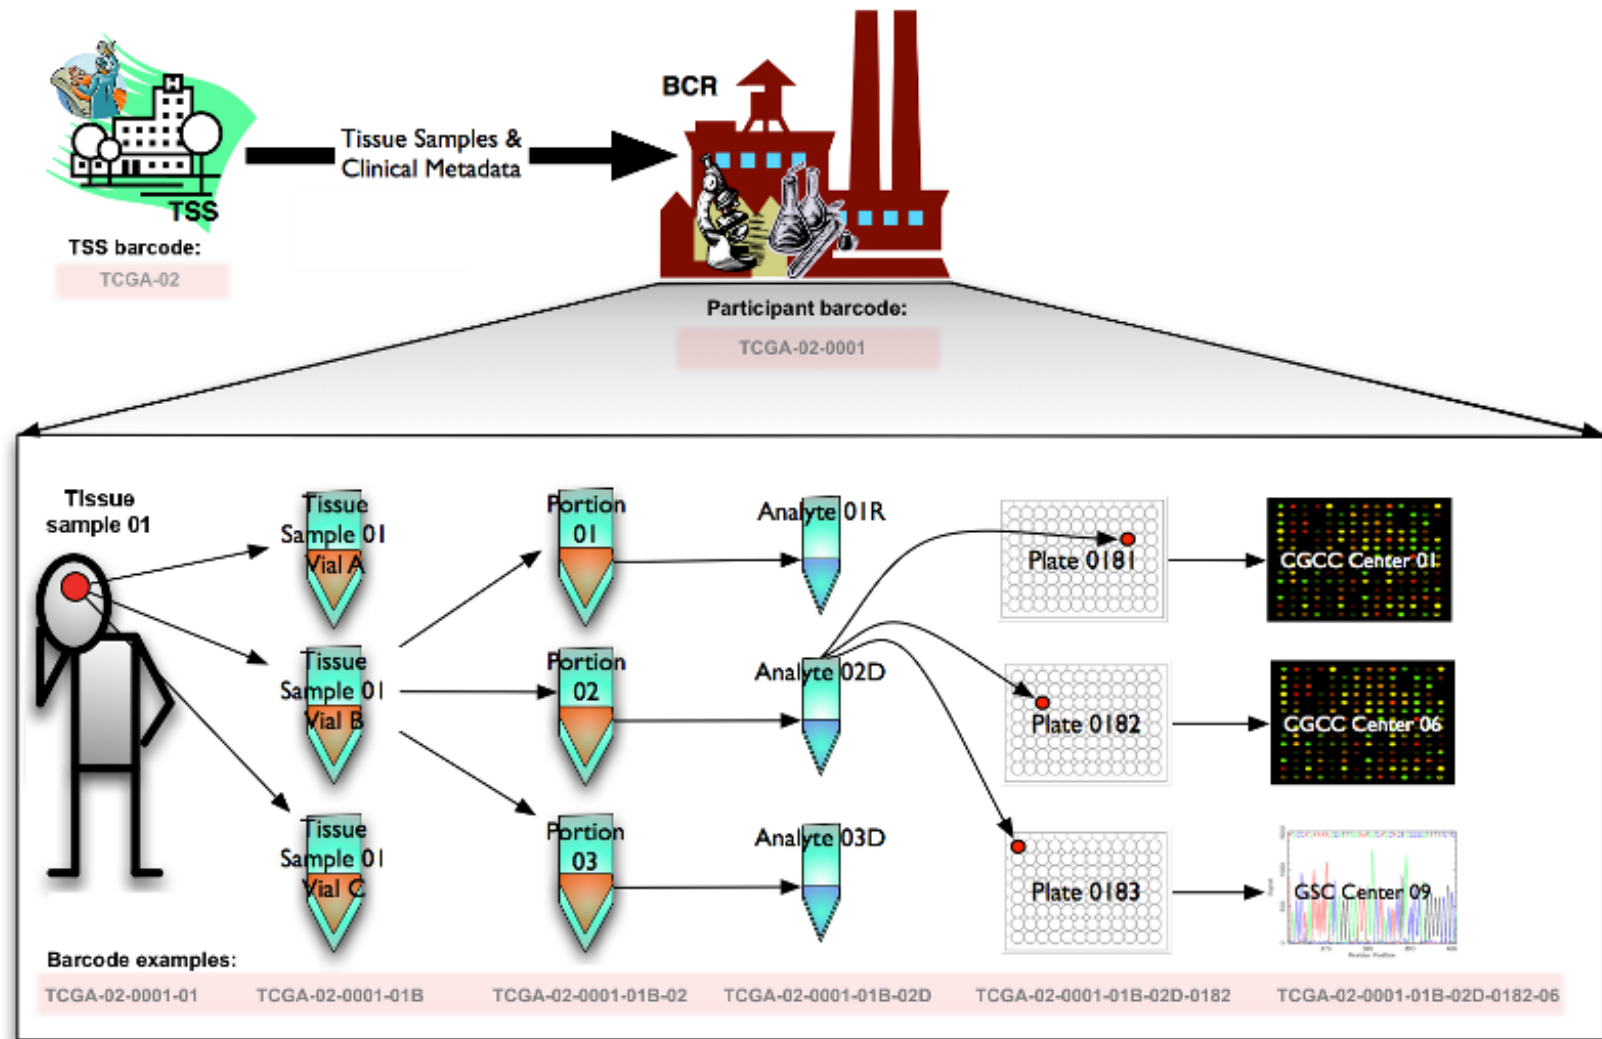 BCR
Tissue Samples &
Clinical Metadata
TSS
TSS barcode:
TCGA-02
Participant barcode:
TCGA-02-0001
TIssue
sample 01
Tissue
Sample 01
Vial A
Portion
01
Analyte 01R
Plate 0181
CGCC Center 01
Tissue
Sample 01
Vial B
Portion
02
Analyte 02D
Plate 0182
CGCC Center 06
Tissue
Sample 01
Vial C
Portion
03
Analyte 03D
Plate 0183
GSC Center 09
Residue Position
Barcode examples:
TCGA-02-0001-01
TCGA-02-0001-01B
TCGA-02-0001-01B-02
TCGA-02-0001-01B-02D
TCGA-02-0001-01B-02D-0182
TCGA-02-0001-01B-02D-0182-06